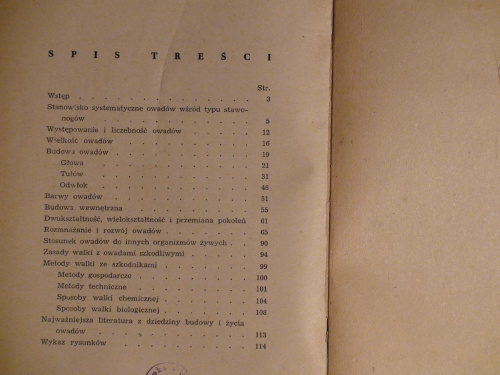 SPIS TREŚCI
Str.
Wstęp . . . . . . . . . . 3
Stanowisko systematyczne owadów wśród typu stawo-
nogów . . . . . . . . . . 5
Występowanie i liczebność owadów . . . . . 12
Wielkość owadów . . . . . . . . . 16
Budowa owadów . . . . . . . . . 19
Głowa . . . . . . . . . 21
Tułów . . . . . . . . . 31
Odwłok . . . . . . . . . 46
Barwy owadów . . . . . . . . . 51
Budowa wewnętrzna . . . . . . . . 55
Dwukształtność, wielokształtność i przemiana pokoleń 61
Rozmnożanie i rozwój owadów . . . . . . 65
Stosunek owadów do innych organizmów żywych . . 90
Zasady walki z owadami szkodliwymi . . . . 94
Metody walki ze szkodnikami . . . . . . 99
Metody gospodarcze . . . . . . . 100
Metody techniczne . . . . . . . 101
Sposoby walki chemicznej . . . . . . 104
Sposoby walki biologicznej . . . . . . 108
Najważniejsza literatura z dziedziny budowy i życia
owadów . . . . . . . . . 113
Wykaz rysunków . . . . . . . . . 114